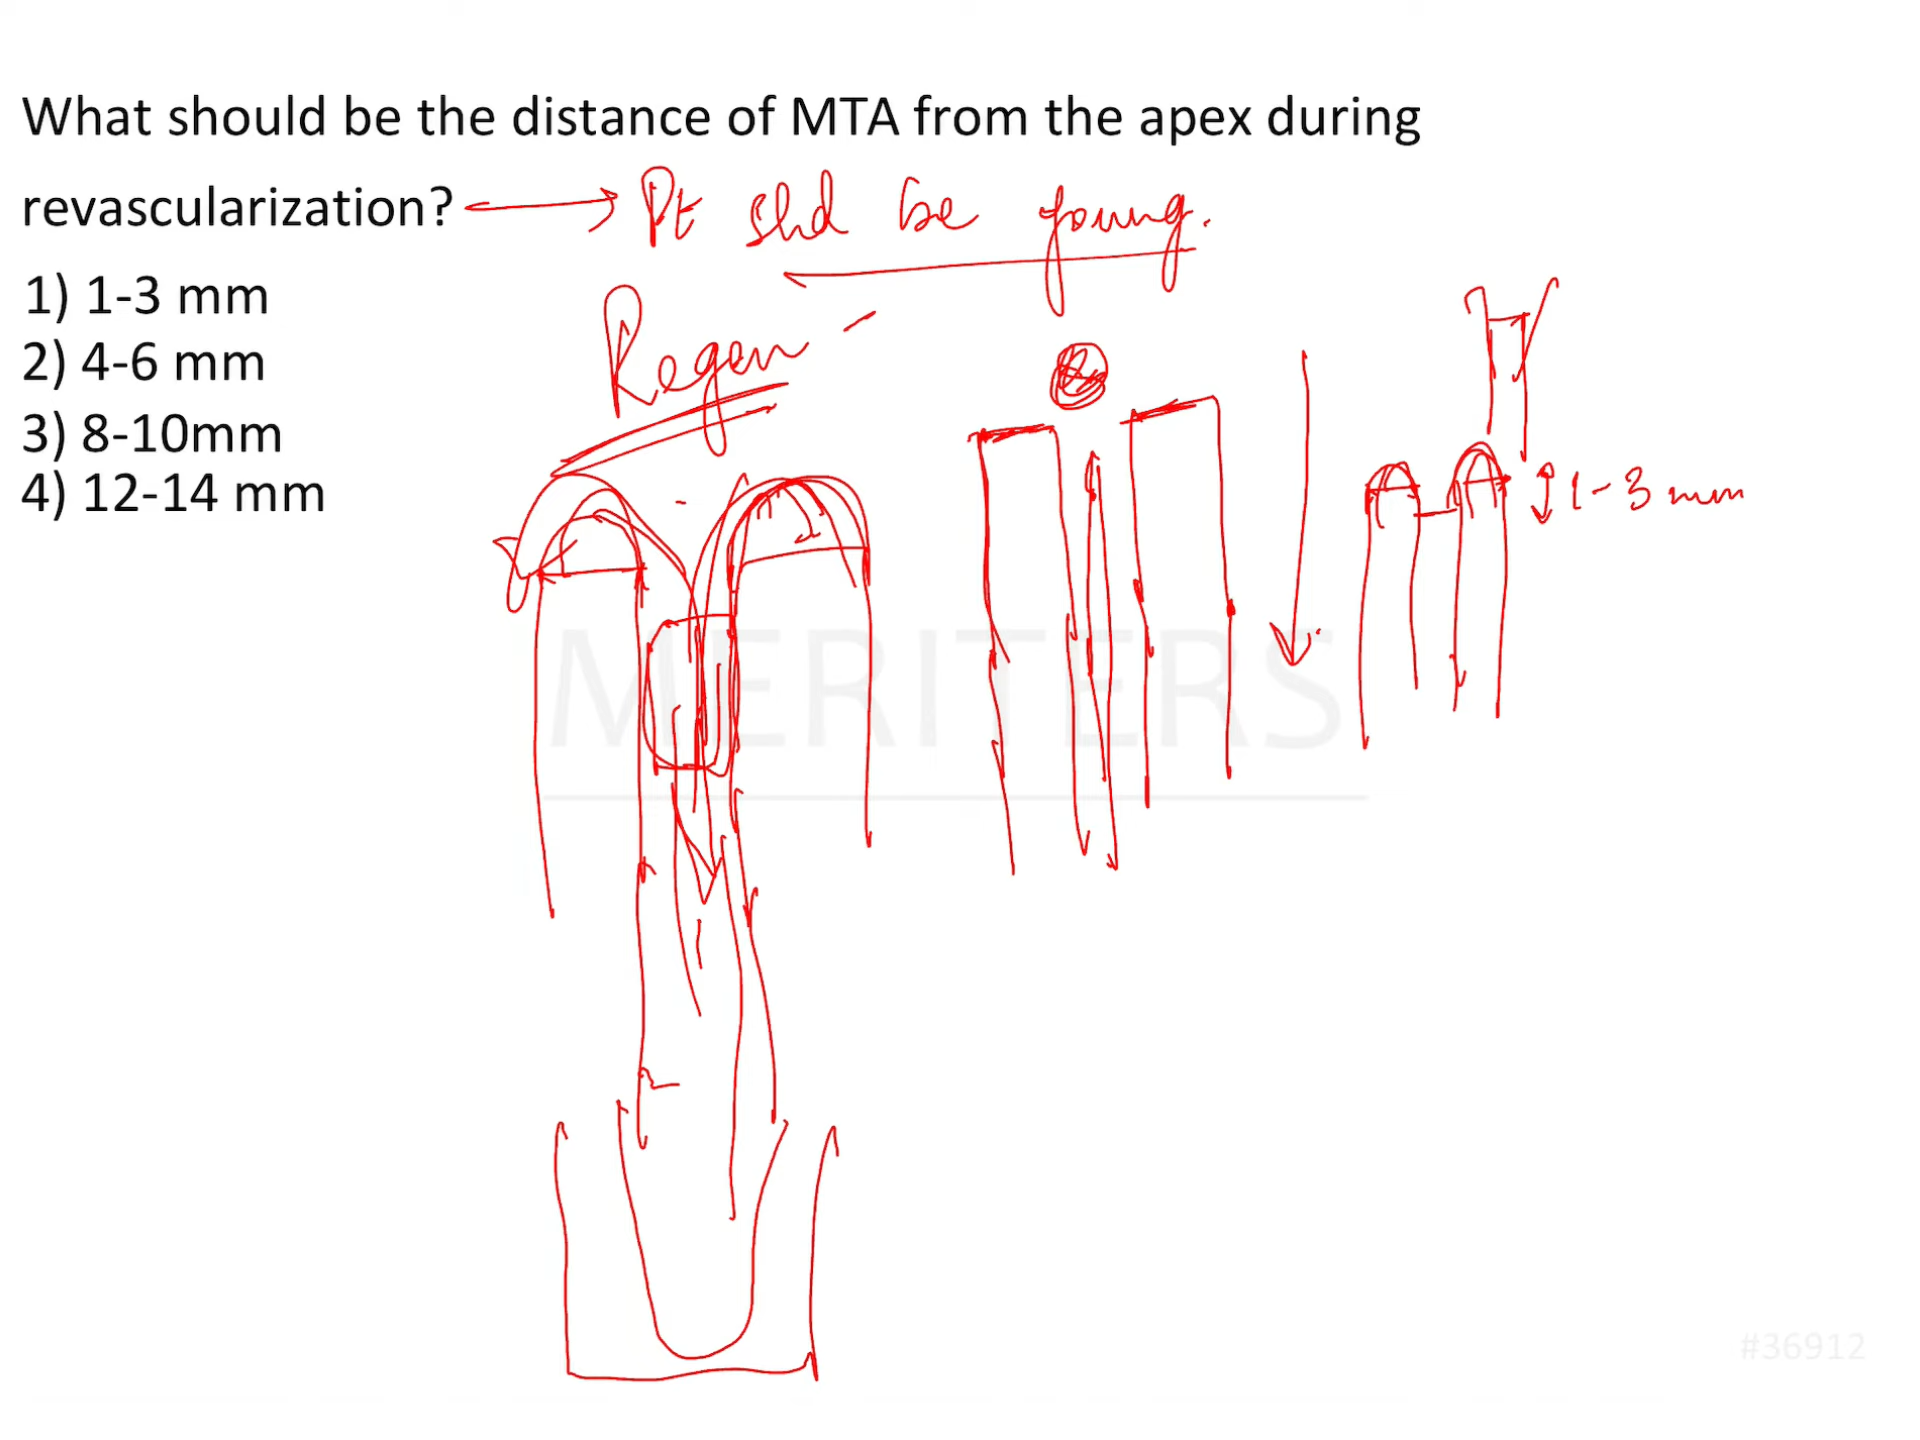 What should be the distance of MTA from the apex during
revascularization? Pt shd be young.
1) 1-3 mm
2) 4-6 mm
3) 8-10mm
4) 12-14 mm
Regen
1-3 mm
MERITERS
#36912